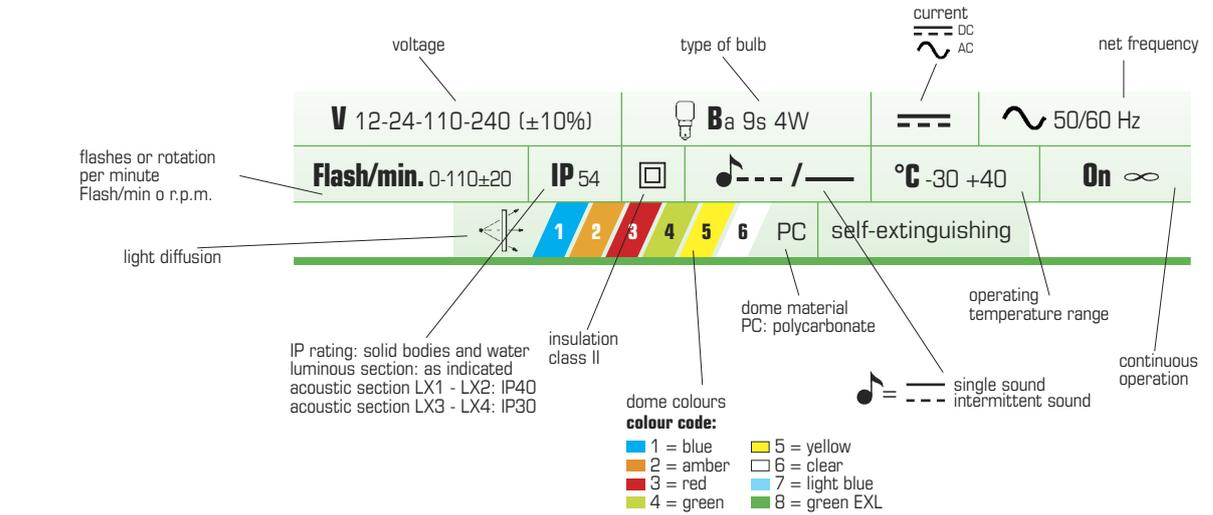 current
DC
AC
voltage
type of bulb
net frequency
V 12-24-110-240 (±10%)
Ba 9s 4W
50/60 Hz
flashes or rotation
per minute
Flash/min o r.p.m.
Flash/min. 0-110±20
IP 54
/
°C -30 +40
On ∞
light diffusion
1 2 3 4 5 6 PC
self-extinguishing
operating
temperature range
dome material
PC: polycarbonate
insulation
class II
IP rating: solid bodies and water
luminous section: as indicated
acoustic section LX1 - LX2: IP40
acoustic section LX3 - LX4: IP30
continuous
operation
= single sound
intermittent sound
dome colours
colour code:
1 = blue
2 = amber
3 = red
4 = green
5 = yellow
6 = clear
7 = light blue
8 = green EXL